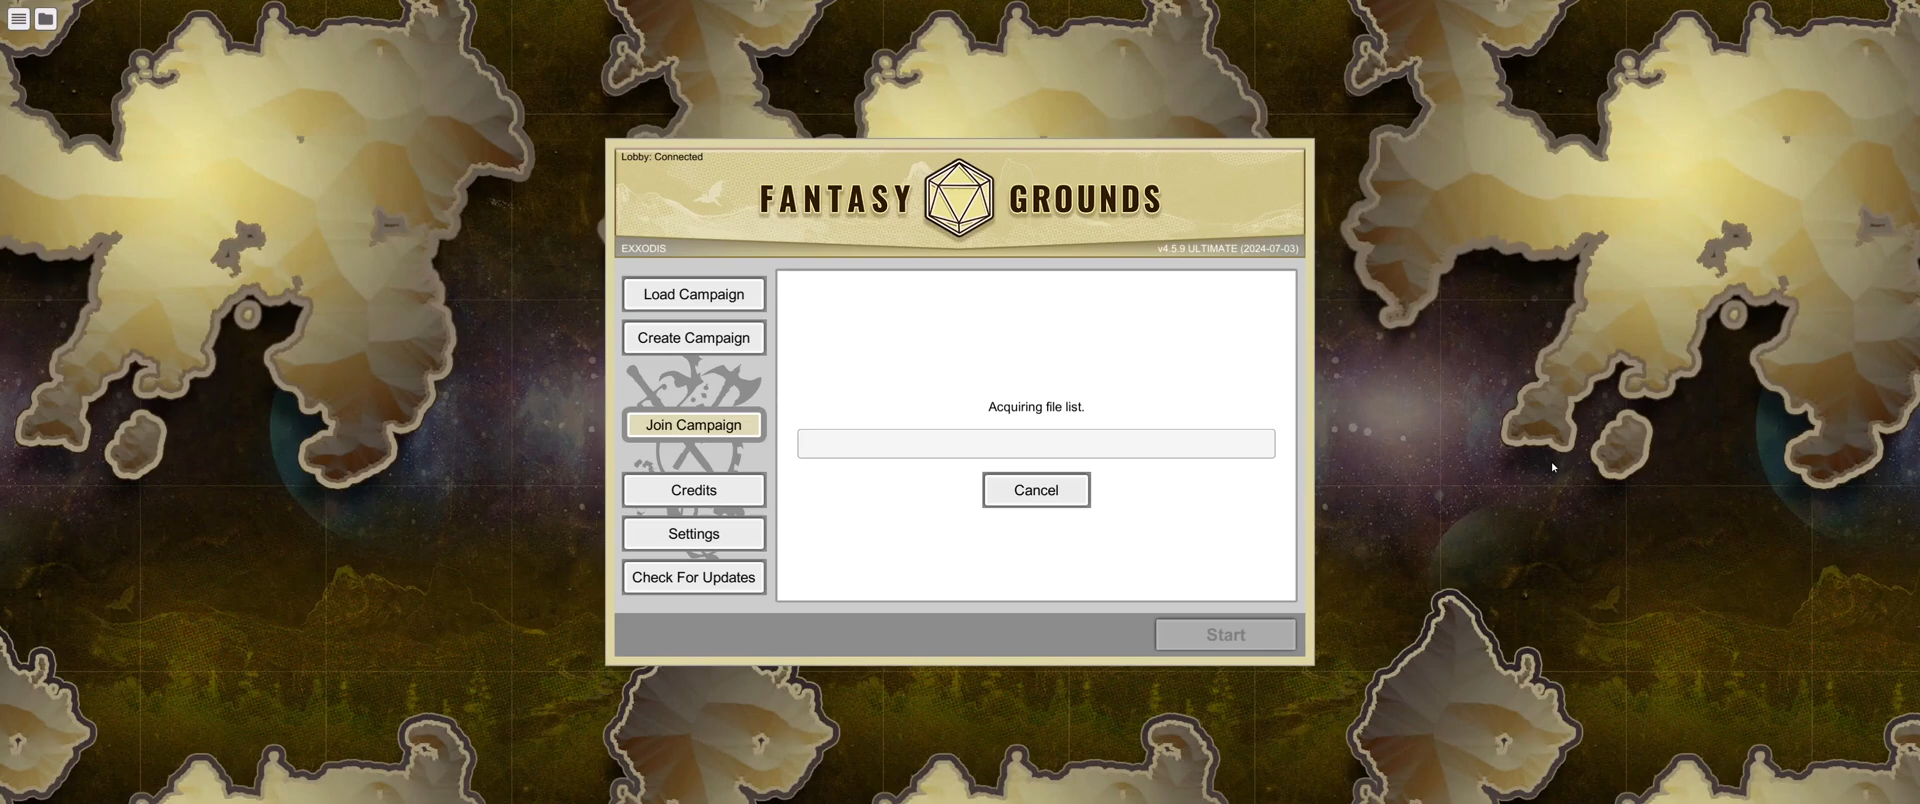 Lobby: Connected
FANTASY GROUNDS
EXXODIS
v4.5.9 ULTIMATE (2024-07-03)
Load Campaign
Create Campaign
Join Campaign
Credits
Settings
Check For Updates
Acquiring file list.
Cancel
Start